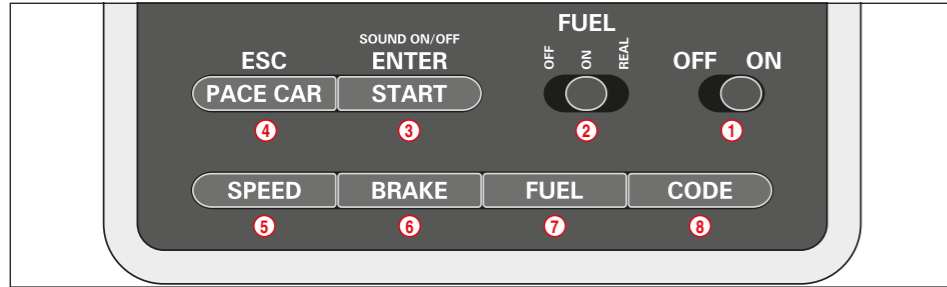 FUEL
SOUND ON/OFF
ESC ENTER OFF ON REAL OFF ON
PACE CAR START
4 3 2 1
SPEED BRAKE FUEL CODE
5 6 7 8